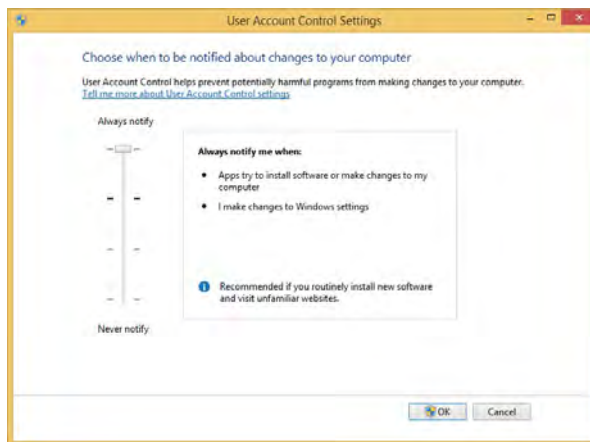 User Account Control Settings
Choose when to be notified about changes to your computer
User Account Control helps prevent potentially harmful programs from making changes to your computer.
Tell me more about User Account Control settings
Always notify
Always notify me when:
Apps try to install software or make changes to my
computer
I make changes to Windows settings
Recommended if you routinely install new software
and visit unfamiliar websites.
Never notify
OK
Cancel